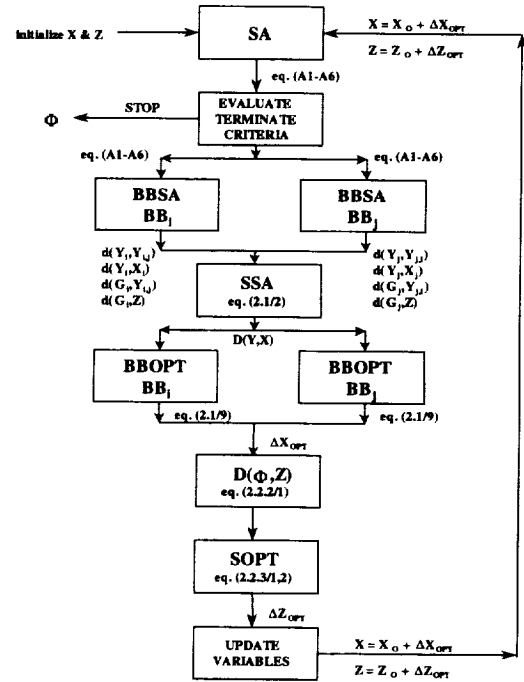 initialize X & Z
SA
X = X_O + ΔX_OPT
Z = Z_O + ΔZ_OPT
eq. (A1-A6)
Φ
STOP
EVALUATE
TERMINATE
CRITERIA
eq. (A1-A6)
eq. (A1-A6)
BBSA
BB_i
BBSA
BB_j
d(Y_i,Y_i,j)
d(Y_i,X_i)
d(G_i,Y_i,j)
d(G_i,Z)
SSA
eq. (2.1/2)
d(Y_j,Y_j,i)
d(Y_j,X_j)
d(G_j,Y_j,i)
d(G_j,Z)
D(Y,X)
BBOPT
BB_i
BBOPT
BB_j
eq. (2.1/9)
eq. (2.1/9)
ΔX_OPT
D(Φ,Z)
eq. (2.2.2/1)
SOPT
eq. (2.2.3/1,2)
ΔZ_OPT
UPDATE
VARIABLES
X = X_O + ΔX_OPT
Z = Z_O + ΔZ_OPT